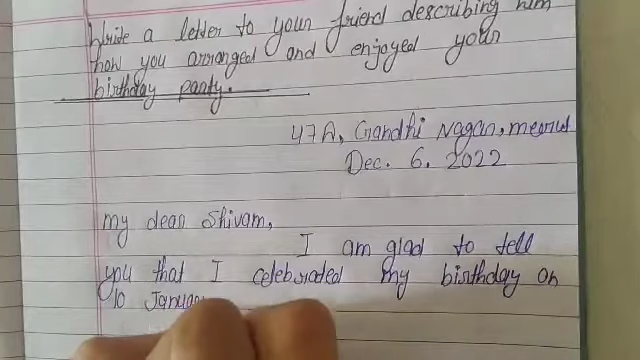 Write a letter to your friend describing him
how you arranged and enjoyed your
birthday party.
47A, Gandhi Nagar, meerut
Dec. 6, 2022
my dear Shivam,
I am glad to tell
you that I celebrated my birthday on
10 Januar